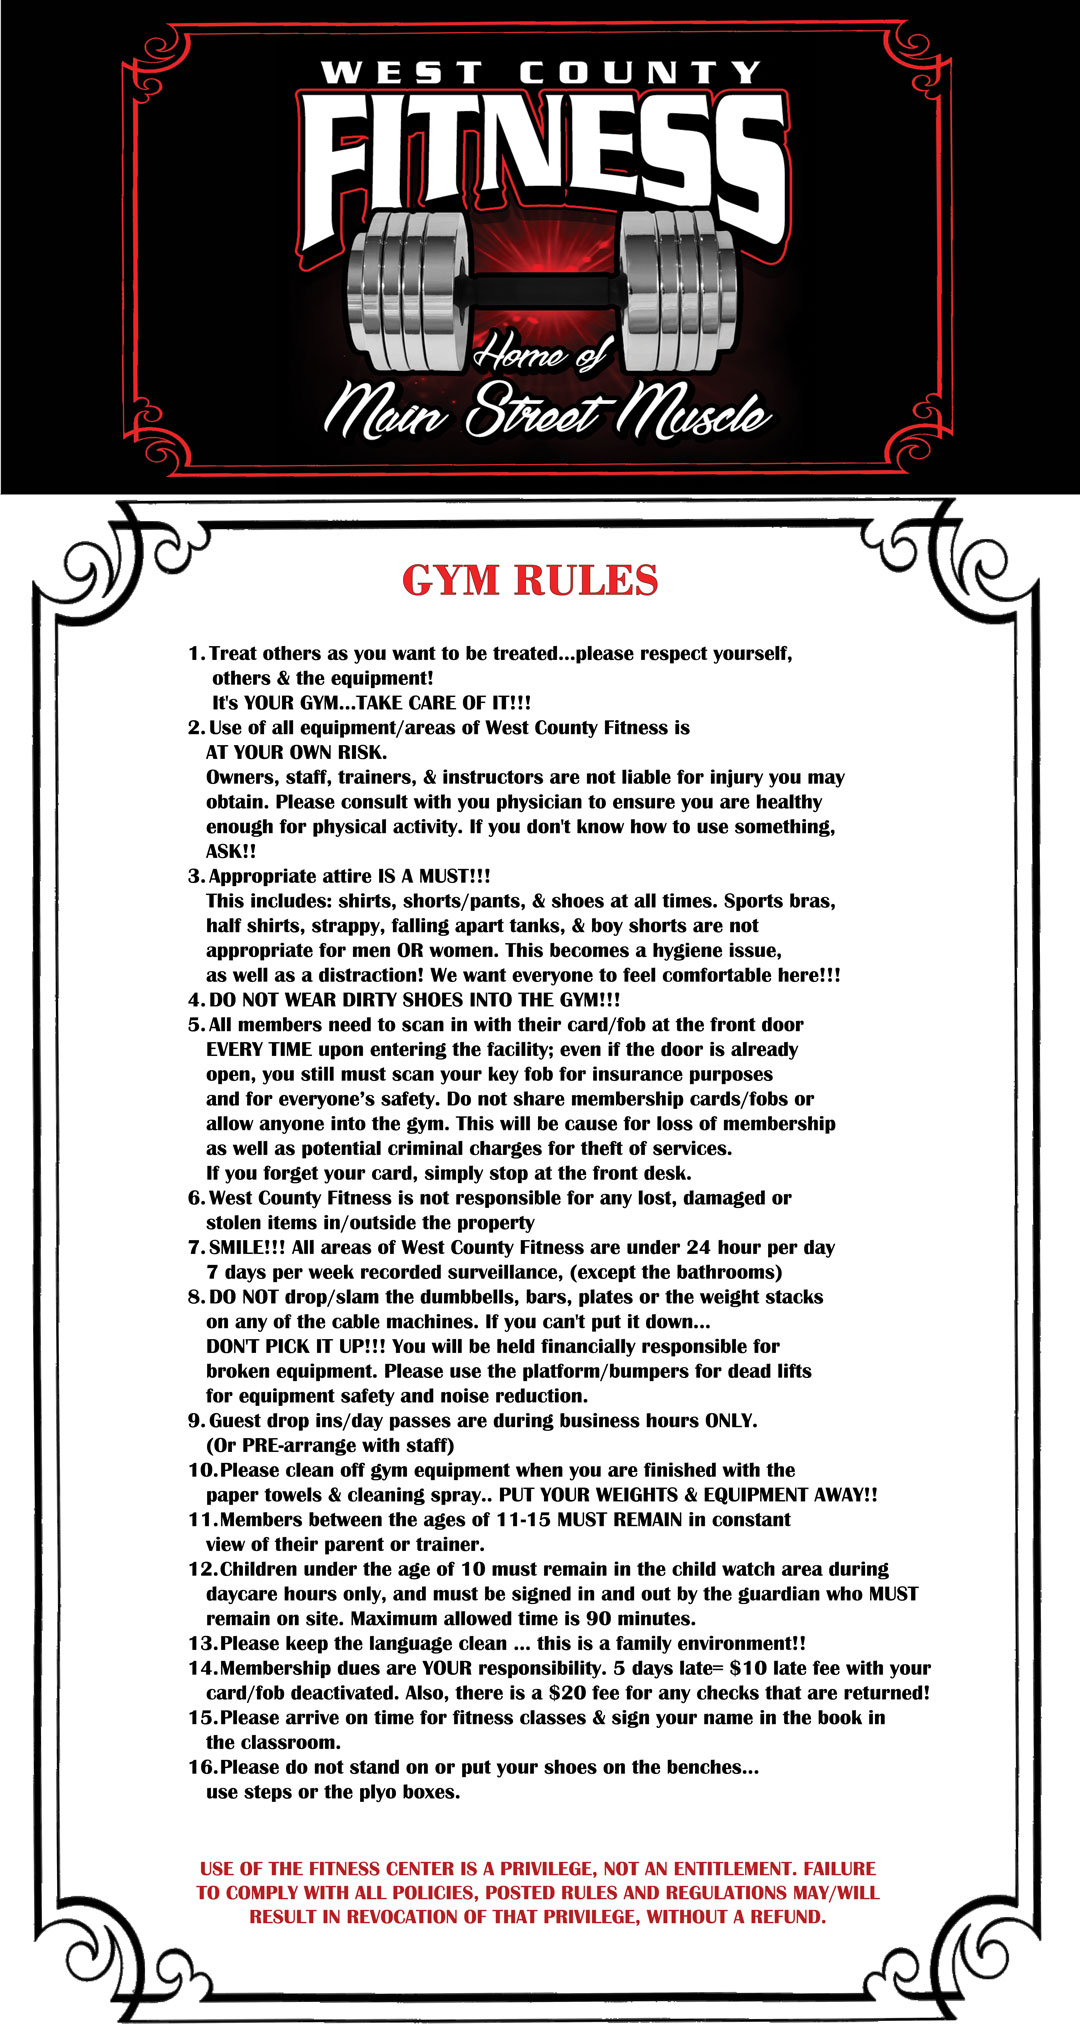 WEST COUNTY
FITNESS
Home of
Main Street Muscle
GYM RULES
1. Treat others as you want to be treated...please respect yourself,
others & the equipment!
It's YOUR GYM...TAKE CARE OF IT!!!
2. Use of all equipment/areas of West County Fitness is
AT YOUR OWN RISK.
Owners, staff, trainers, & instructors are not liable for injury you may
obtain. Please consult with you physician to ensure you are healthy
enough for physical activity. If you don't know how to use something,
ASK!!
3. Appropriate attire IS A MUST!!!
This includes: shirts, shorts/pants, & shoes at all times. Sports bras,
half shirts, strappy, falling apart tanks, & boy shorts are not
appropriate for men OR women. This becomes a hygiene issue,
as well as a distraction! We want everyone to feel comfortable here!!!
4. DO NOT WEAR DIRTY SHOES INTO THE GYM!!!
5. All members need to scan in with their card/fob at the front door
EVERY TIME upon entering the facility; even if the door is already
open, you still must scan your key fob for insurance purposes
and for everyone’s safety. Do not share membership cards/fobs or
allow anyone into the gym. This will be cause for loss of membership
as well as potential criminal charges for theft of services.
If you forget your card, simply stop at the front desk.
6. West County Fitness is not responsible for any lost, damaged or
stolen items in/outside the property
7. SMILE!!! All areas of West County Fitness are under 24 hour per day
7 days per week recorded surveillance, (except the bathrooms)
8. DO NOT drop/slam the dumbbells, bars, plates or the weight stacks
on any of the cable machines. If you can't put it down...
DON'T PICK IT UP!!! You will be held financially responsible for
broken equipment. Please use the platform/bumpers for dead lifts
for equipment safety and noise reduction.
9. Guest drop ins/day passes are during business hours ONLY.
(Or PRE-arrange with staff)
10. Please clean off gym equipment when you are finished with the
paper towels & cleaning spray.. PUT YOUR WEIGHTS & EQUIPMENT AWAY!!
11. Members between the ages of 11-15 MUST REMAIN in constant
view of their parent or trainer.
12. Children under the age of 10 must remain in the child watch area during
daycare hours only, and must be signed in and out by the guardian who MUST
remain on site. Maximum allowed time is 90 minutes.
13. Please keep the language clean ... this is a family environment!!
14. Membership dues are YOUR responsibility. 5 days late= $10 late fee with your
card/fob deactivated. Also, there is a $20 fee for any checks that are returned!
15. Please arrive on time for fitness classes & sign your name in the book in
the classroom.
16. Please do not stand on or put your shoes on the benches...
use steps or the plyo boxes.
USE OF THE FITNESS CENTER IS A PRIVILEGE, NOT AN ENTITLEMENT. FAILURE
TO COMPLY WITH ALL POLICIES, POSTED RULES AND REGULATIONS MAY/WILL
RESULT IN REVOCATION OF THAT PRIVILEGE, WITHOUT A REFUND.